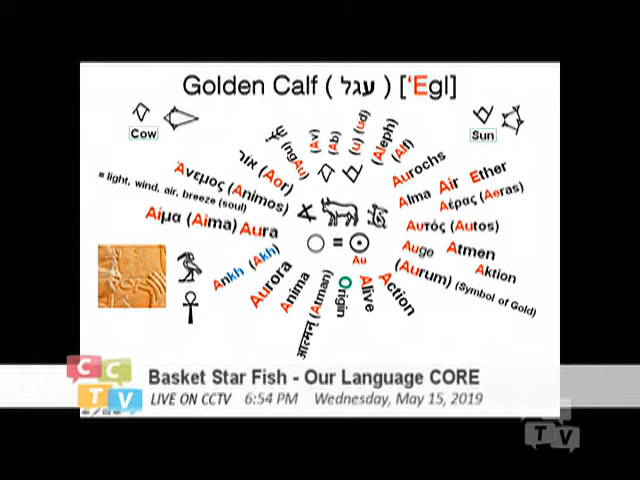 Golden Calf ( עגל ) ['Egl]
Cow
Sun
(ngAu)
(Av)
(Ab)
(u)
(ud)
(Aleph)
(Alf)
אור (Aor)
Άνεμος (Animos)
= light, wind, air, breeze (soul)
Αίμα (Aima) Aura
Aurochs
Alma Air Ether
Αέρας (Aeras)
Αυτός (Autos)
Auge Atmen
Aktion
(Aurum) (Symbol of Gold)
=
Au
Ankh (Akh)
Aurora
Anima
आत्मन् (Atman)
Origin
Alive
Action
CCTV
Basket Star Fish - Our Language CORE
LIVE ON CCTV 6:54 PM Wednesday, May 15, 2019
TV